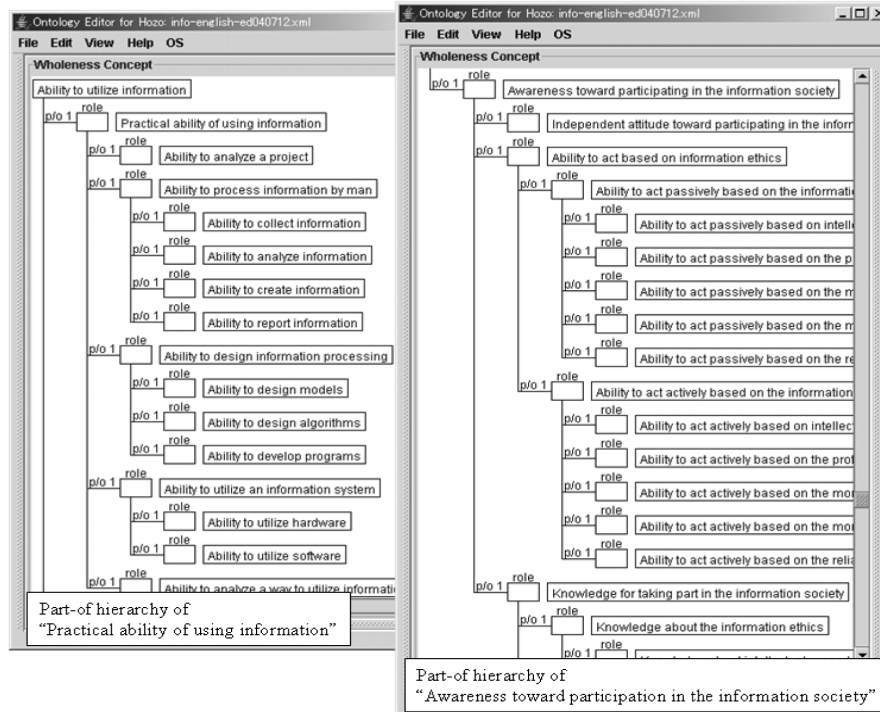 Ontology Editor for Hozo: info-english-ed040712.xml
File Edit View Help OS
Wholeness Concept
Ability to utilize information
p/o 1 role Practical ability of using information
p/o 1 role Ability to analyze a project
p/o 1 role Ability to process information by man
p/o 1 role Ability to collect information
p/o 1 role Ability to analyze information
p/o 1 role Ability to create information
p/o 1 role Ability to report information
p/o 1 role Ability to design information processing
p/o 1 role Ability to design models
p/o 1 role Ability to design algorithms
p/o 1 role Ability to develop programs
p/o 1 role Ability to utilize an information system
p/o 1 role Ability to utilize hardware
p/o 1 role Ability to utilize software
p/o 1 role Ability to analyze a way to utilize informatio
Part-of hierarchy of
“Practical ability of using information”
Ontology Editor for Hozo: info-english-ed040712.xml
File Edit View Help OS
Wholeness Concept
p/o 1 role Awareness toward participating in the information society
p/o 1 role Independent attitude toward participating in the inforr
p/o 1 role Ability to act based on information ethics
p/o 1 role Ability to act passively based on the informatio
p/o 1 role Ability to act passively based on intelle
p/o 1 role Ability to act passively based on the p
p/o 1 role Ability to act passively based on the m
p/o 1 role Ability to act passively based on the m
p/o 1 role Ability to act passively based on the re
p/o 1 role Ability to act actively based on the information
p/o 1 role Ability to act actively based on intellec
p/o 1 role Ability to act actively based on the prot
p/o 1 role Ability to act actively based on the mor
p/o 1 role Ability to act actively based on the mor
p/o 1 role Ability to act actively based on the relia
p/o 1 role Knowledge for taking part in the information society
p/o 1 role Knowledge about the information ethics
p/o 1 role
Part-of hierarchy of
“Awareness toward participation in the information society”